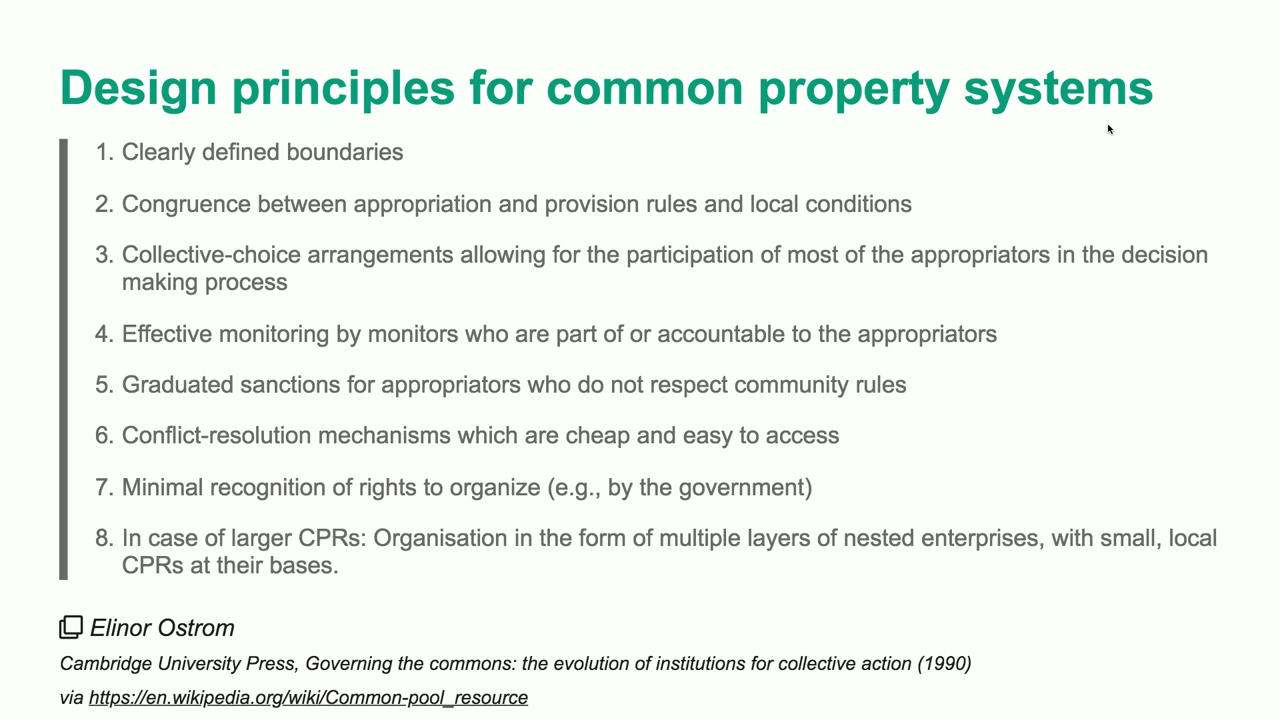 Design principles for common property systems
1. Clearly defined boundaries
2. Congruence between appropriation and provision rules and local conditions
3. Collective-choice arrangements allowing for the participation of most of the appropriators in the decision
making process
4. Effective monitoring by monitors who are part of or accountable to the appropriators
5. Graduated sanctions for appropriators who do not respect community rules
6. Conflict-resolution mechanisms which are cheap and easy to access
7. Minimal recognition of rights to organize (e.g., by the government)
8. In case of larger CPRs: Organisation in the form of multiple layers of nested enterprises, with small, local
CPRs at their bases.
Elinor Ostrom
Cambridge University Press, Governing the commons: the evolution of institutions for collective action (1990)
via https://en.wikipedia.org/wiki/Common-pool_resource